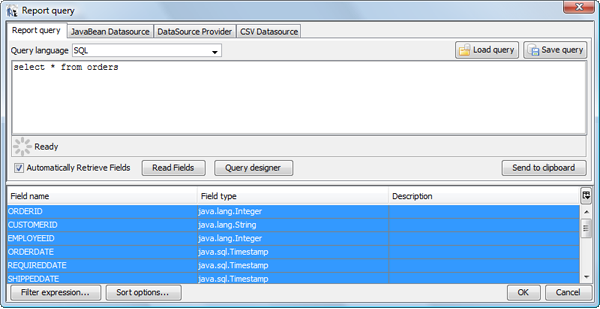 Report query
Report query JavaBean Datasource DataSource Provider CSV Datasource
Query language SQL Load query Save query
select * from orders
Ready
Automatically Retrieve Fields Read Fields Query designer Send to clipboard
Field name Field type Description
ORDERID java.lang.Integer
CUSTOMERID java.lang.String
EMPLOYEEID java.lang.Integer
ORDERDATE java.sql.Timestamp
REQUIREDDATE java.sql.Timestamp
SHIPPEDDATE java.sql.Timestamp
Filter expression... Sort options... OK Cancel